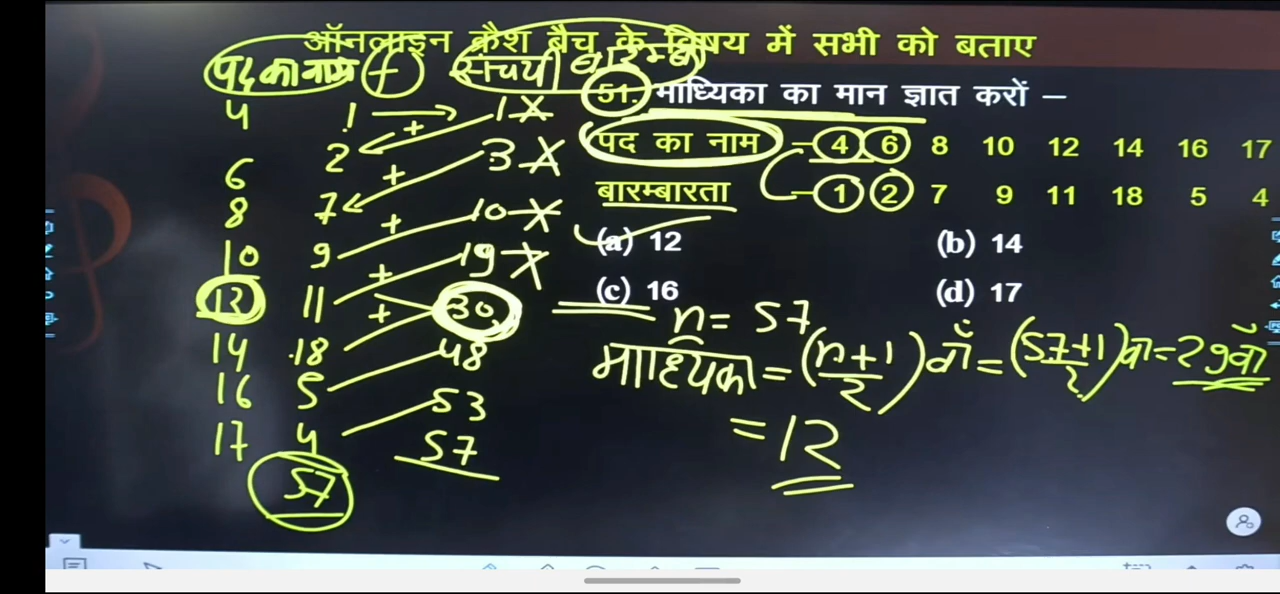 ऑनलाइन क्रैश बैच के विषय में सभी को बताए
पद का नाम f संचयी बारम्बा
51. माध्यिका का मान ज्ञात करों –
पद का नाम – 4 6 8 10 12 14 16 17
बारम्बारता – 1 2 7 9 11 18 5 4
(a) 12 (b) 14
(c) 16 (d) 17
4 1 1
6 2 3
8 7 10
10 9 19
12 11 30
14 18 48
16 5 53
17 4 57
57
n = 57
माध्यिका = (n+1/2) वाँ = (57+1/2) वाँ = 29वाँ
= 12